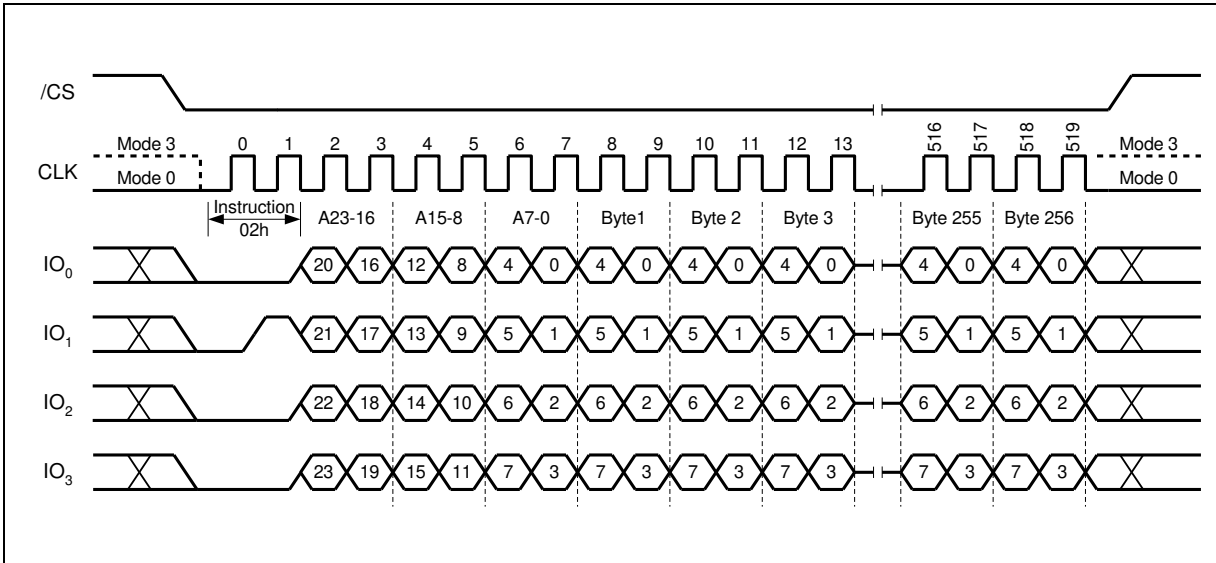 /CS
Mode 3 0 1 2 3 4 5 6 7 8 9 10 11 12 13 516 517 518 519 Mode 3
CLK
Mode 0 Mode 0
Instruction A23-16 A15-8 A7-0 Byte1 Byte 2 Byte 3 Byte 255 Byte 256
02h
IO0 20 16 12 8 4 0 4 0 4 0 4 0 4 0 4 0
IO1 21 17 13 9 5 1 5 1 5 1 5 1 5 1 5 1
IO2 22 18 14 10 6 2 6 2 6 2 6 2 6 2 6 2
IO3 23 19 15 11 7 3 7 3 7 3 7 3 7 3 7 3